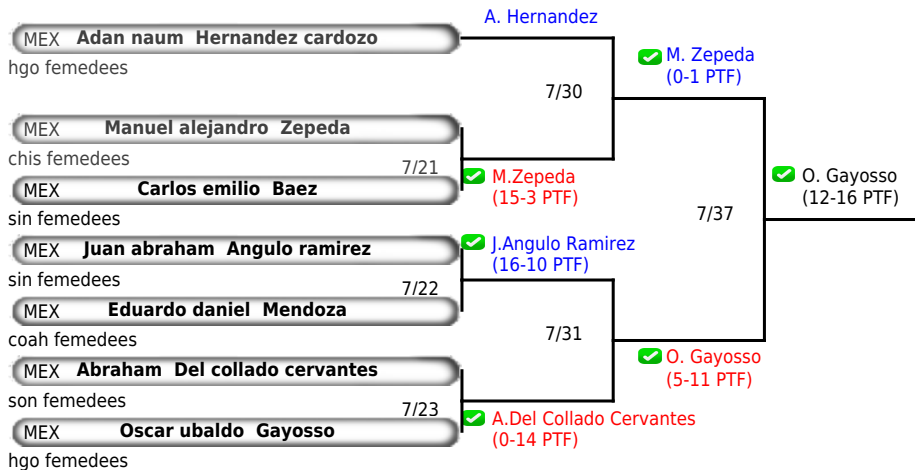 A. Hernandez
MEX Adan naum Hernandez cardozo
hgo femedees
M. Zepeda
(0-1 PTF)
7/30
MEX Manuel alejandro Zepeda
chis femedees
7/21
M.Zepeda
(15-3 PTF)
MEX Carlos emilio Baez
sin femedees
O. Gayosso
(12-16 PTF)
7/37
MEX Juan abraham Angulo ramirez
sin femedees
J.Angulo Ramirez
(16-10 PTF)
7/22
MEX Eduardo daniel Mendoza
coah femedees
7/31
O. Gayosso
(5-11 PTF)
MEX Abraham Del collado cervantes
son femedees
7/23
A.Del Collado Cervantes
(0-14 PTF)
MEX Oscar ubaldo Gayosso
hgo femedees